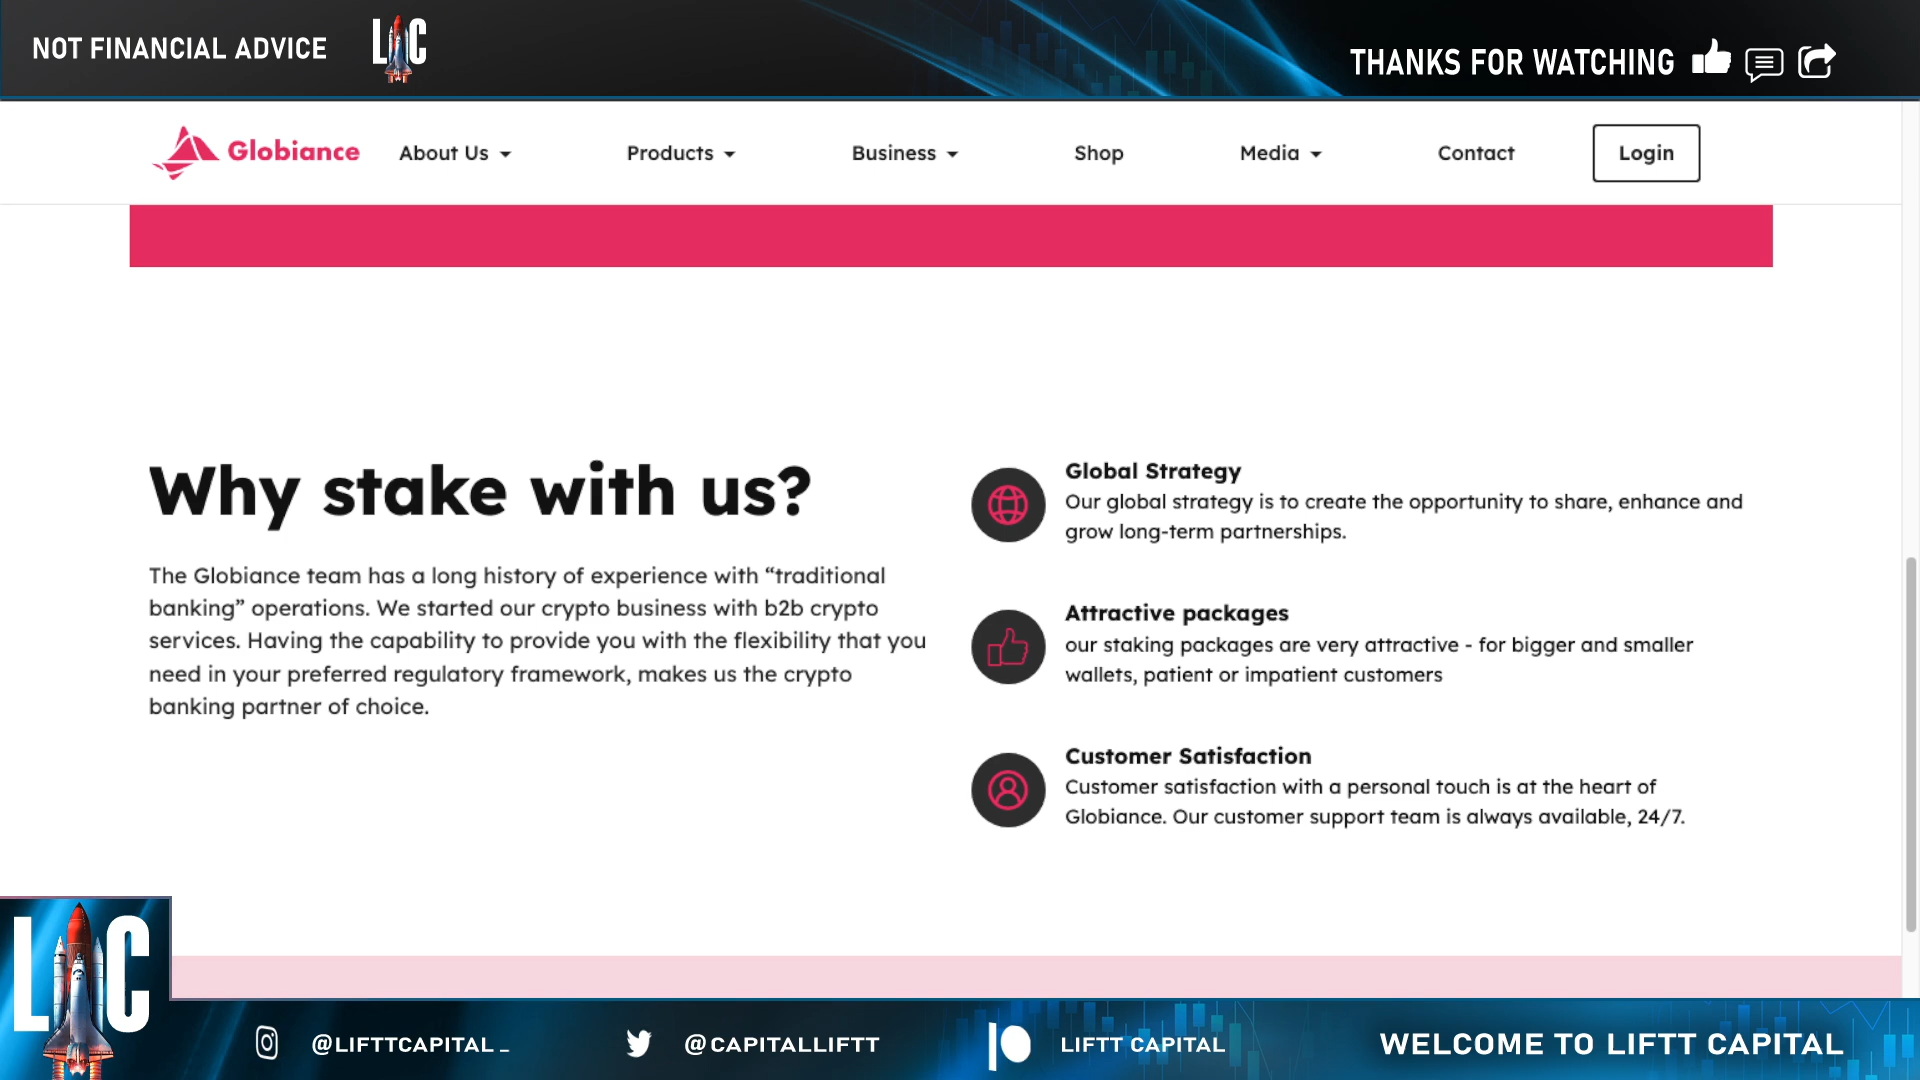 NOT FINANCIAL ADVICE
LC
THANKS FOR WATCHING
Globiance
About Us
Products
Business
Shop
Media
Contact
Login
Why stake with us?
The Globiance team has a long history of experience with “traditional
banking” operations. We started our crypto business with b2b crypto
services. Having the capability to provide you with the flexibility that you
need in your preferred regulatory framework, makes us the crypto
banking partner of choice.
Global Strategy
Our global strategy is to create the opportunity to share, enhance and
grow long-term partnerships.
Attractive packages
our staking packages are very attractive - for bigger and smaller
wallets, patient or impatient customers
Customer Satisfaction
Customer satisfaction with a personal touch is at the heart of
Globiance. Our customer support team is always available, 24/7.
LC
@LIFTTCAPITAL_
@CAPITALLIFTT
LIFTT CAPITAL
WELCOME TO LIFTT CAPITAL